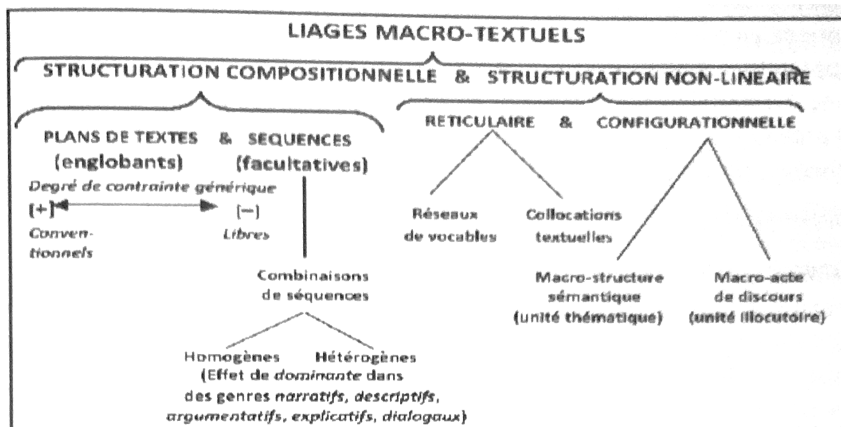 LIAGES MACRO-TEXTUELS
STRUCTURATION COMPOSITIONNELLE & STRUCTURATION NON-LINEAIRE
PLANS DE TEXTES & SEQUENCES
(englobants) (facultatives)
Degré de contrainte générique
[+] [—]
Conven- Libres
tionnels
Combinaisons
de séquences
Homogènes Hétérogènes
(Effet de dominante dans
des genres narratifs, descriptifs,
argumentatifs, explicatifs, dialogaux)
RETICULAIRE & CONFIGURATIONNELLE
Réseaux
de vocables
Collocations
textuelles
Macro-structure
sémantique
(unité thématique)
Macro-acte
de discours
(unité illocutoire)